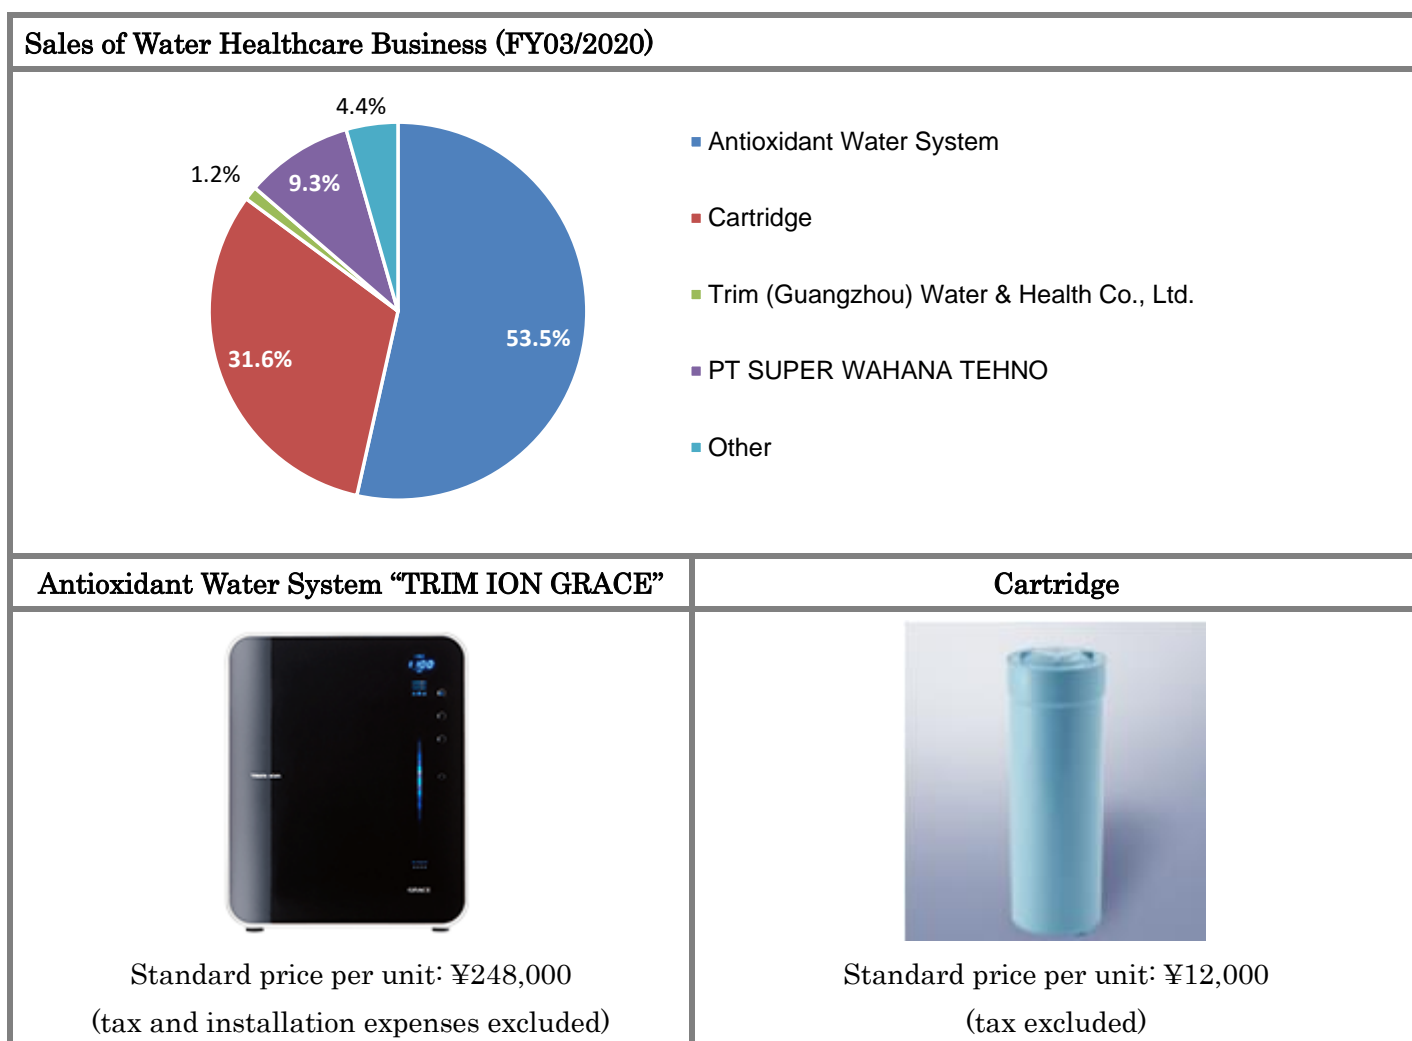 Sales of Water Healthcare Business (FY03/2020)
4.4%
1.2%
9.3%
31.6%
53.5%
Antioxidant Water System
Cartridge
Trim (Guangzhou) Water & Health Co., Ltd.
PT SUPER WAHANA TEHNO
Other
Antioxidant Water System “TRIM ION GRACE”
Cartridge
GRACE
Standard price per unit: ¥248,000
(tax and installation expenses excluded)
Standard price per unit: ¥12,000
(tax excluded)